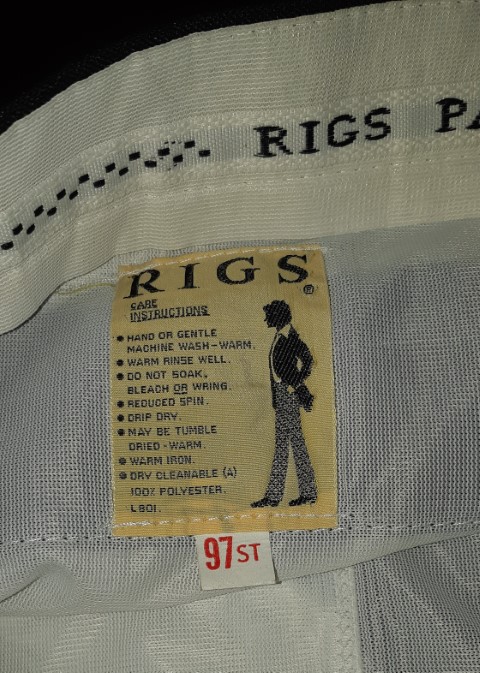 RIGS PA
RIGS®
CARE
INSTRUCTIONS
• HAND OR GENTLE
MACHINE WASH-WARM.
• WARM RINSE WELL.
• DO NOT SOAK,
BLEACH OR WRING.
• REDUCED SPIN.
• DRIP DRY.
• MAY BE TUMBLE
DRIED-WARM.
• WARM IRON.
• DRY CLEANABLE (A)
100% POLYESTER.
L801.
97ST